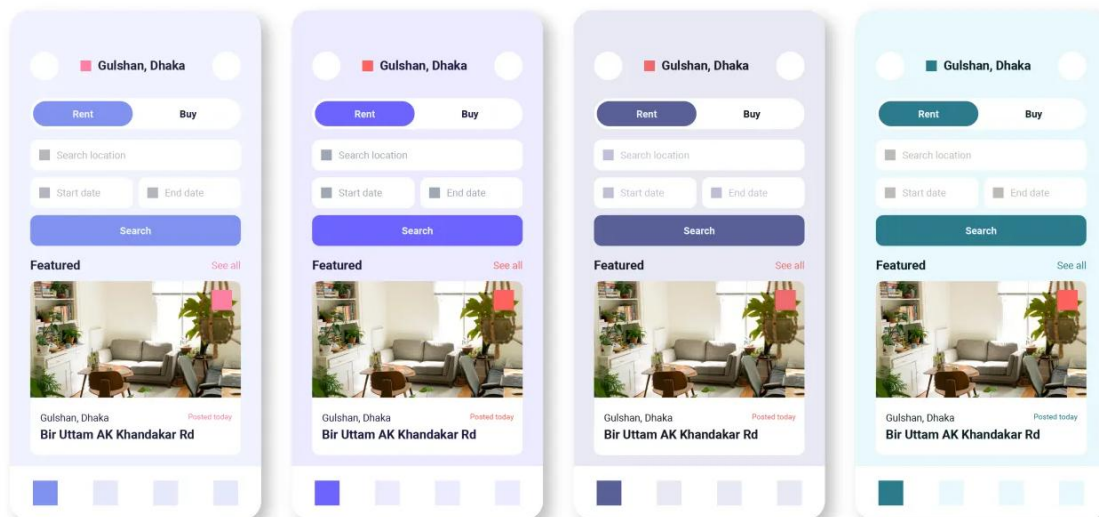 Gulshan, Dhaka
Rent Buy
Search location
Start date End date
Search
Featured See all
Gulshan, Dhaka Posted today
Bir Uttam AK Khandakar Rd
Gulshan, Dhaka
Rent Buy
Search location
Start date End date
Search
Featured See all
Gulshan, Dhaka Posted today
Bir Uttam AK Khandakar Rd
Gulshan, Dhaka
Rent Buy
Search location
Start date End date
Search
Featured See all
Gulshan, Dhaka Posted today
Bir Uttam AK Khandakar Rd
Gulshan, Dhaka
Rent Buy
Search location
Start date End date
Search
Featured See all
Gulshan, Dhaka Posted today
Bir Uttam AK Khandakar Rd